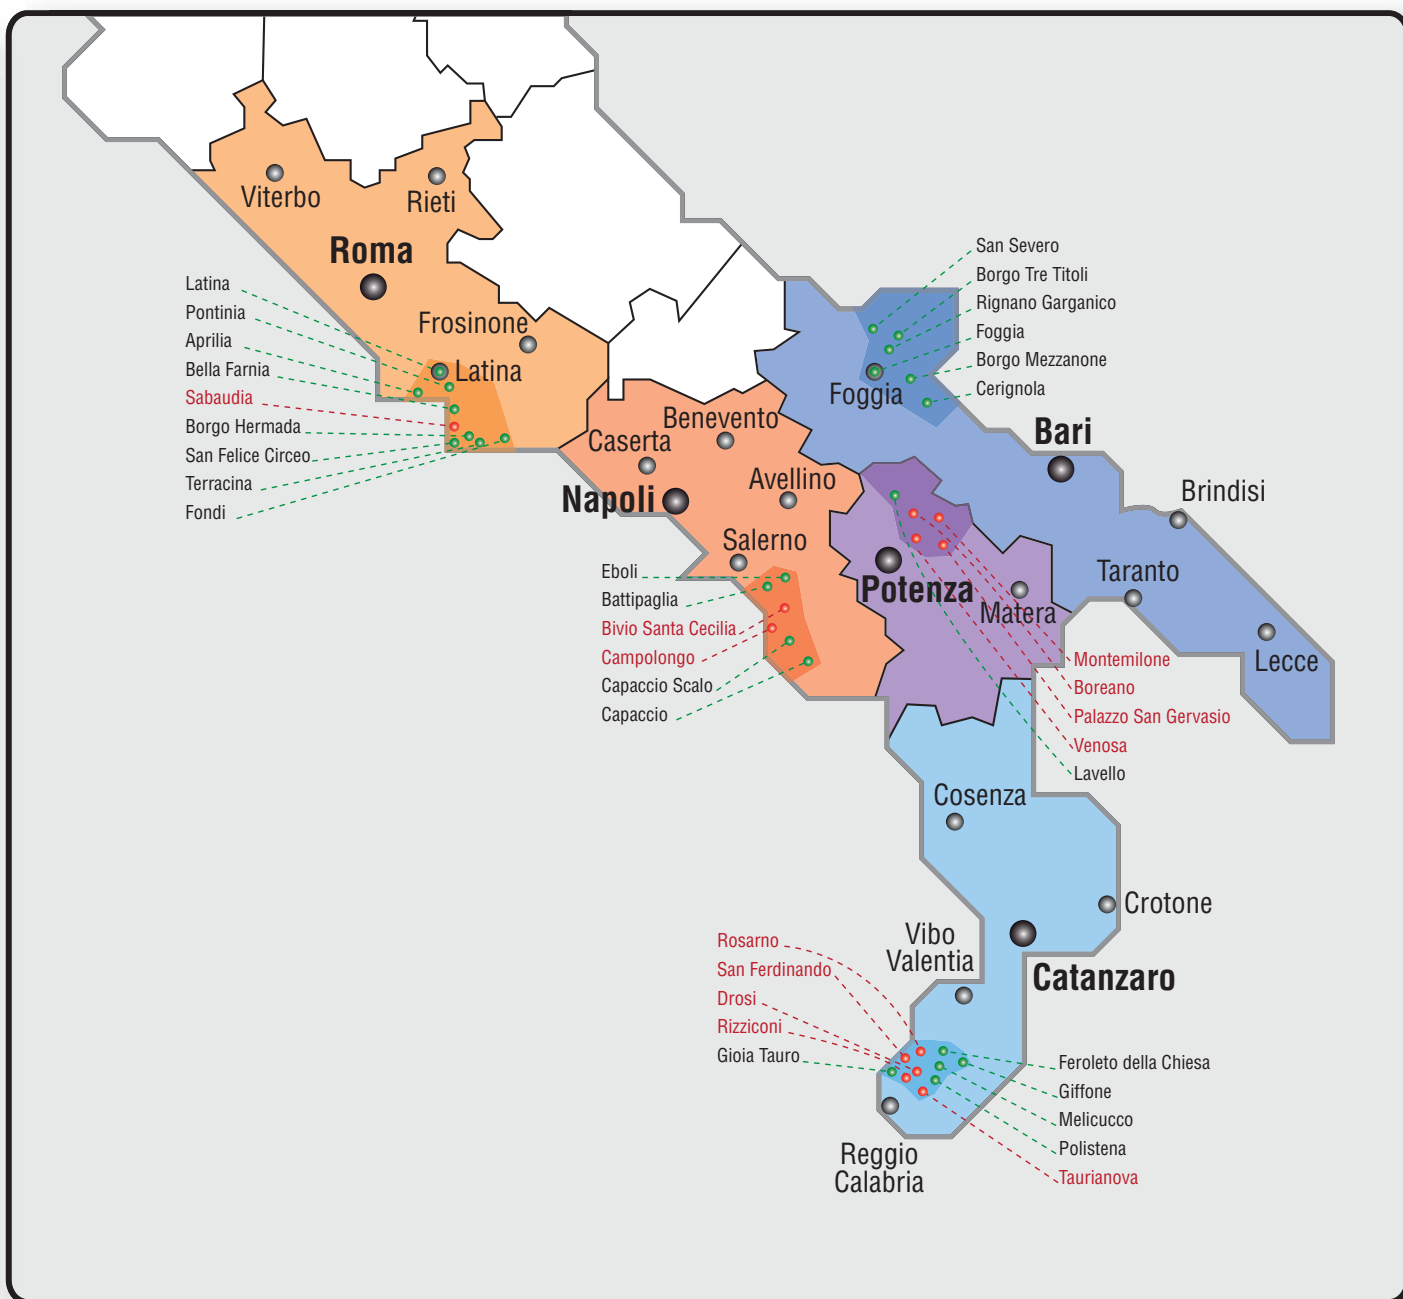 Viterbo
Rieti
Roma
Frosinone
Latina
Latina
Pontinia
Aprilia
Bella Farnia
Sabaudia
Borgo Hermada
San Felice Circeo
Terracina
Fondi
San Severo
Borgo Tre Titoli
Rignano Garganico
Foggia
Borgo Mezzanone
Cerignola
Foggia
Bari
Brindisi
Taranto
Lecce
Benevento
Caserta
Avellino
Napoli
Salerno
Eboli
Battipaglia
Bivio Santa Cecilia
Campolongo
Capaccio Scalo
Capaccio
Potenza
Matera
Montemilone
Boreano
Palazzo San Gervasio
Venosa
Lavello
Cosenza
Crotone
Vibo
Valentia
Catanzaro
Rosarno
San Ferdinando
Drosi
Rizziconi
Gioia Tauro
Feroleto della Chiesa
Giffone
Melicucco
Polistena
Taurianova
Reggio
Calabria